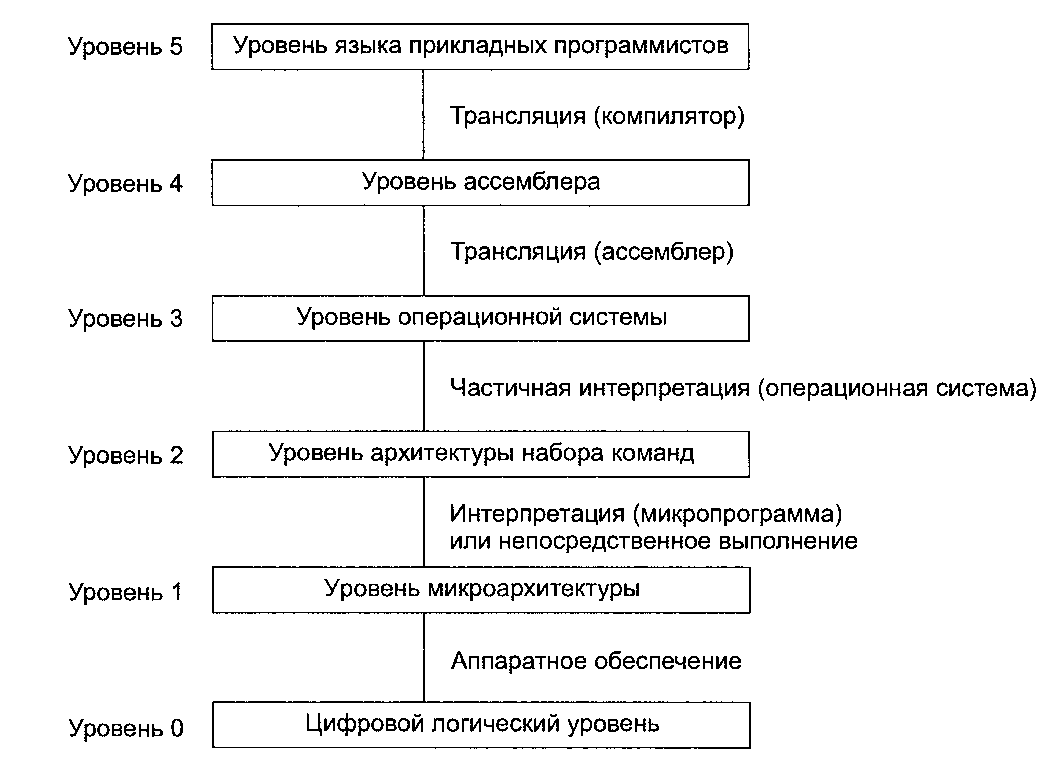 Уровень 5 Уровень языка прикладных программистов
Трансляция (компилятор)
Уровень 4 Уровень ассемблера
Трансляция (ассемблер)
Уровень 3 Уровень операционной системы
Частичная интерпретация (операционная система)
Уровень 2 Уровень архитектуры набора команд
Интерпретация (микропрограмма)
или непосредственное выполнение
Уровень 1 Уровень микроархитектуры
Аппаратное обеспечение
Уровень 0 Цифровой логический уровень